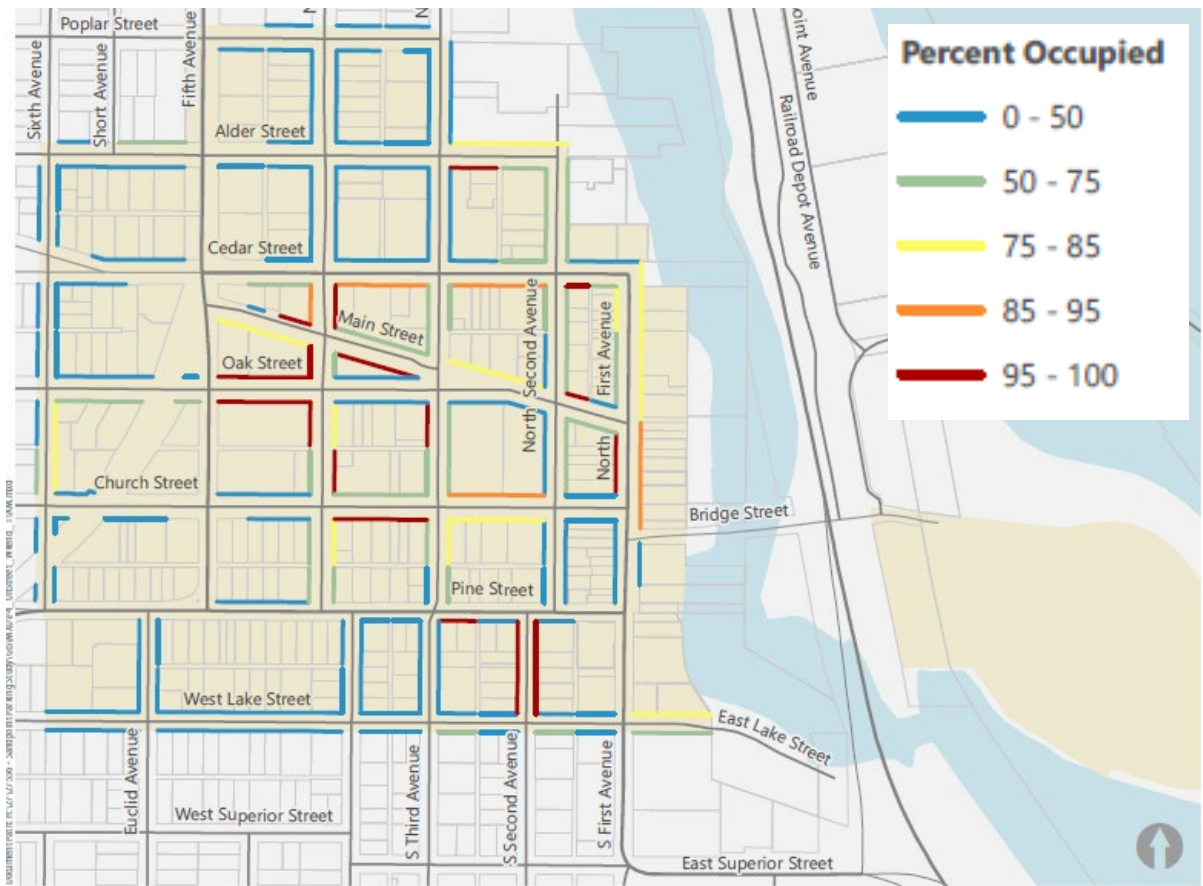 Poplar Street
Sixth Avenue
Short Avenue
Fifth Avenue
N
N
oint Avenue
Railroad Depot Avenue
Percent Occupied
0 - 50
50 - 75
75 - 85
85 - 95
95 - 100
Alder Street
Cedar Street
Main Street
Oak Street
North Second Avenue
First Avenue
North
Church Street
Bridge Street
Pine Street
West Lake Street
East Lake Street
Euclid Avenue
West Superior Street
S Third Avenue
S Second Avenue
S First Avenue
East Superior Street